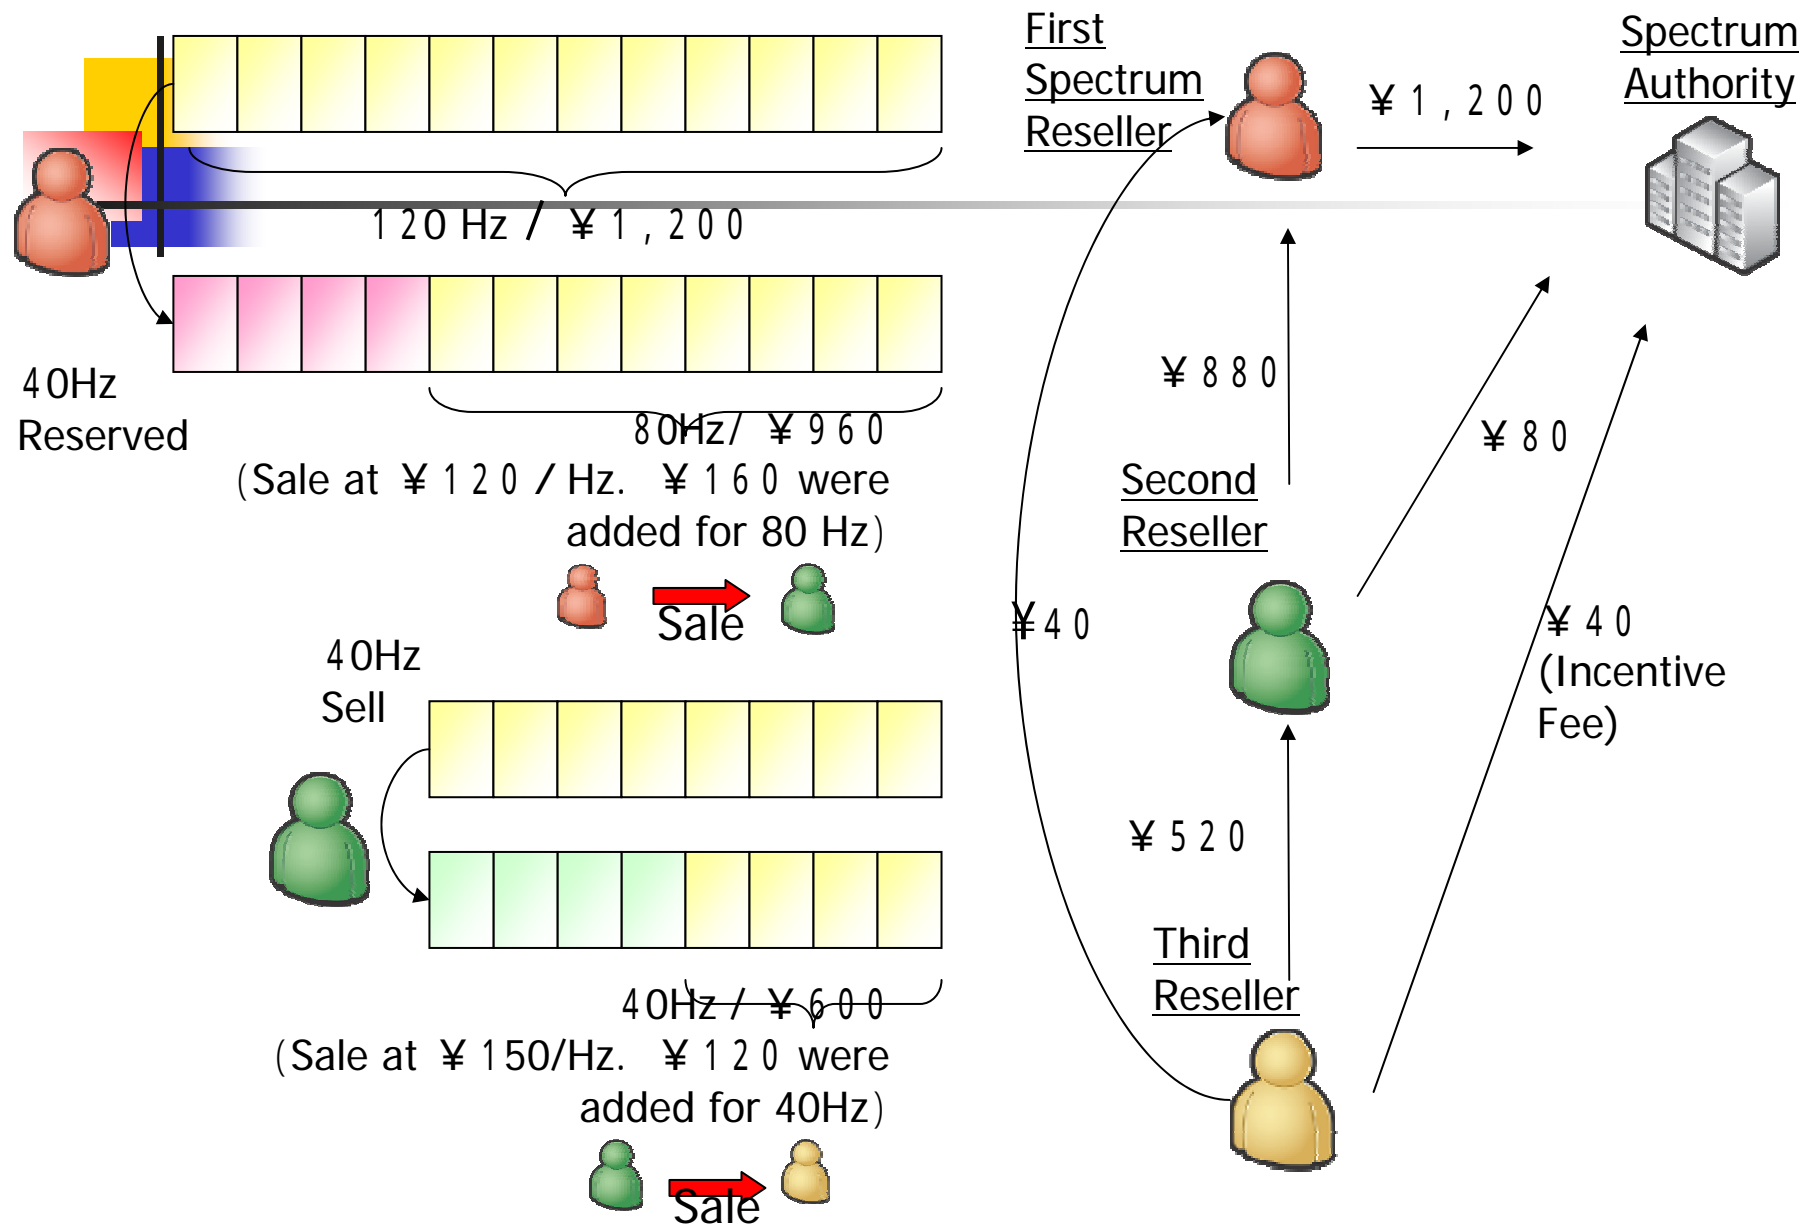 120 Hz / ¥1,200
40Hz
Reserved
80Hz/ ¥960
(Sale at ¥120/Hz. ¥160 were
added for 80 Hz)
Sale
40Hz
Sell
40Hz / ¥600
(Sale at ¥150/Hz. ¥120 were
added for 40Hz)
Sale
First
Spectrum
Reseller
¥1,200
Spectrum
Authority
¥880
¥80
Second
Reseller
¥40
¥40
(Incentive
Fee)
¥520
Third
Reseller